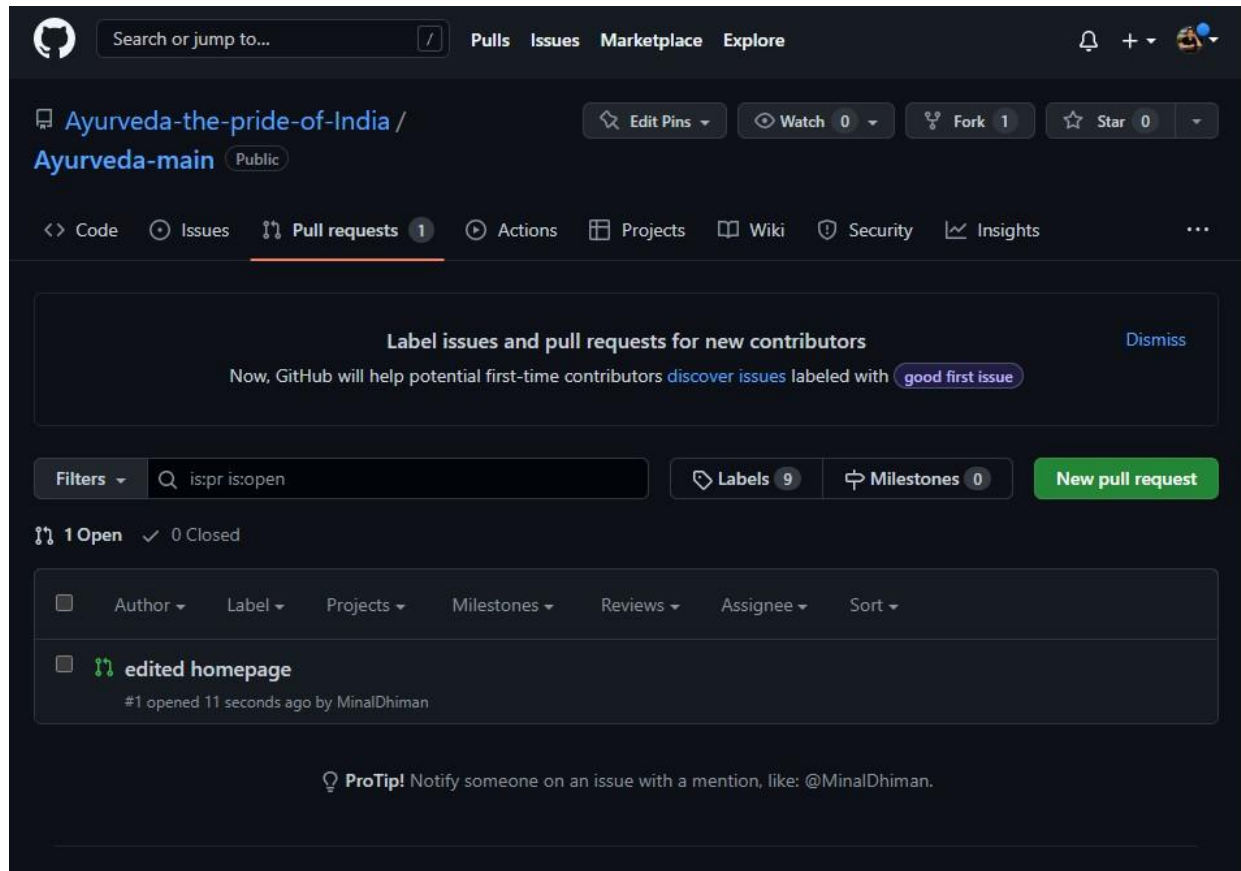 Search or jump to... / Pulls Issues Marketplace Explore
Ayurveda-the-pride-of-India / Edit Pins Watch 0 Fork 1 Star 0
Ayurveda-main Public
Code Issues Pull requests 1 Actions Projects Wiki Security Insights ...
Label issues and pull requests for new contributors Dismiss
Now, GitHub will help potential first-time contributors discover issues labeled with good first issue
Filters is:pr is:open Labels 9 Milestones 0 New pull request
1 Open 0 Closed
Author Label Projects Milestones Reviews Assignee Sort
edited homepage
#1 opened 11 seconds ago by MinalDhiman
ProTip! Notify someone on an issue with a mention, like: @MinalDhiman.